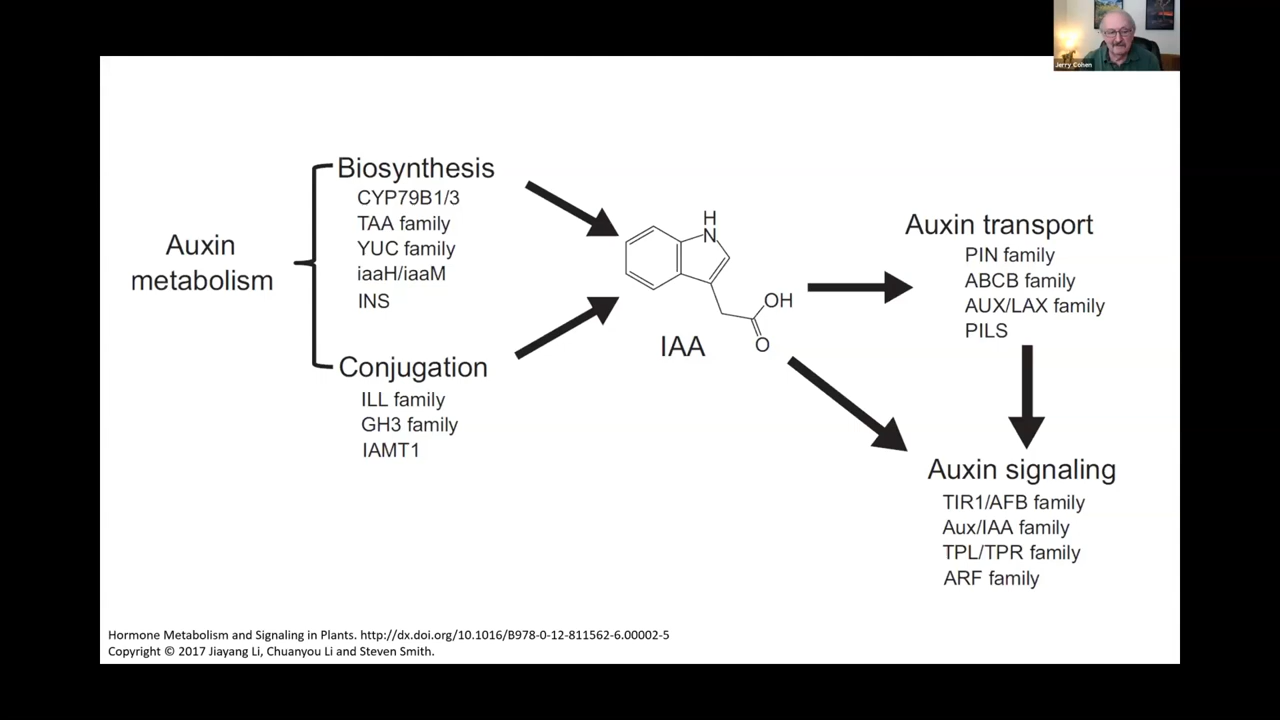 Jerry Cohen
Auxin
metabolism
Biosynthesis
CYP79B1/3
TAA family
YUC family
iaaH/iaaM
INS
Conjugation
ILL family
GH3 family
IAMT1
H
N
OH
O
IAA
Auxin transport
PIN family
ABCB family
AUX/LAX family
PILS
Auxin signaling
TIR1/AFB family
Aux/IAA family
TPL/TPR family
ARF family
Hormone Metabolism and Signaling in Plants. http://dx.doi.org/10.1016/B978-0-12-811562-6.00002-5
Copyright © 2017 Jiayang Li, Chuanyou Li and Steven Smith.